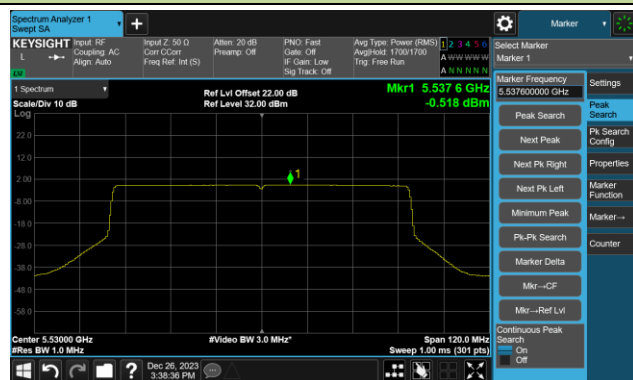 Spectrum Analyzer 1
Swept SA
+
Marker
KEYSIGHT
L
Input: RF
Coupling: AC
Align: Auto
Input Z: 50 Ω
Corr CCorr
Freq Ref: Int (S)
Atten: 20 dB
Preamp: Off
PNO: Fast
Gate: Off
IF Gain: Low
Sig Track: Off
Avg Type: Power (RMS)
Avg|Hold: 1700/1700
Trig: Free Run
1 2 3 4 5 6
A W W W W W
A N N N N N
Select Marker
Marker 1
1 Spectrum
Scale/Div 10 dB
Log
Ref Lvl Offset 22.00 dB
Ref Level 32.00 dBm
Mkr1 5.537 6 GHz
-0.518 dBm
22.0
12.0
2.00
-8.00
-18.0
-28.0
-38.0
-48.0
-58.0
1
Center 5.53000 GHz
#Res BW 1.0 MHz
#Video BW 3.0 MHz*
Span 120.0 MHz
Sweep 1.00 ms (301 pts)
Marker Frequency
5.537600000 GHz
Peak Search
Next Peak
Next Pk Right
Next Pk Left
Minimum Peak
Pk-Pk Search
Marker Delta
Mkr→CF
Mkr→Ref Lvl
Continuous Peak
Search
On
Off
Settings
Peak
Search
Pk Search
Config
Properties
Marker
Function
Marker→
Counter
?
Dec 26, 2023
3:38:36 PM